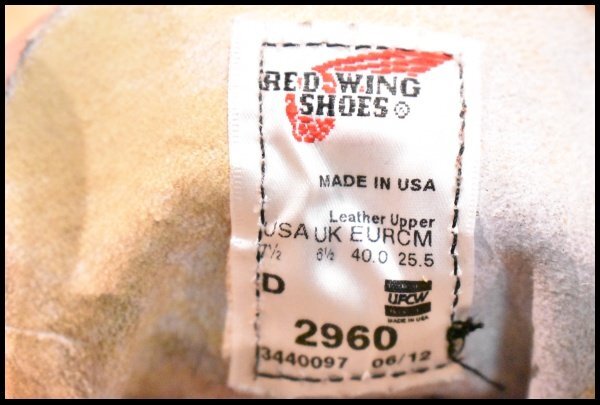 RED WING
SHOES ®
MADE IN USA
Leather Upper
USA UK EUR CM
7½ 6½ 40.0 25.5
D
UFCW
MADE IN USA
2960
3440097 06/12